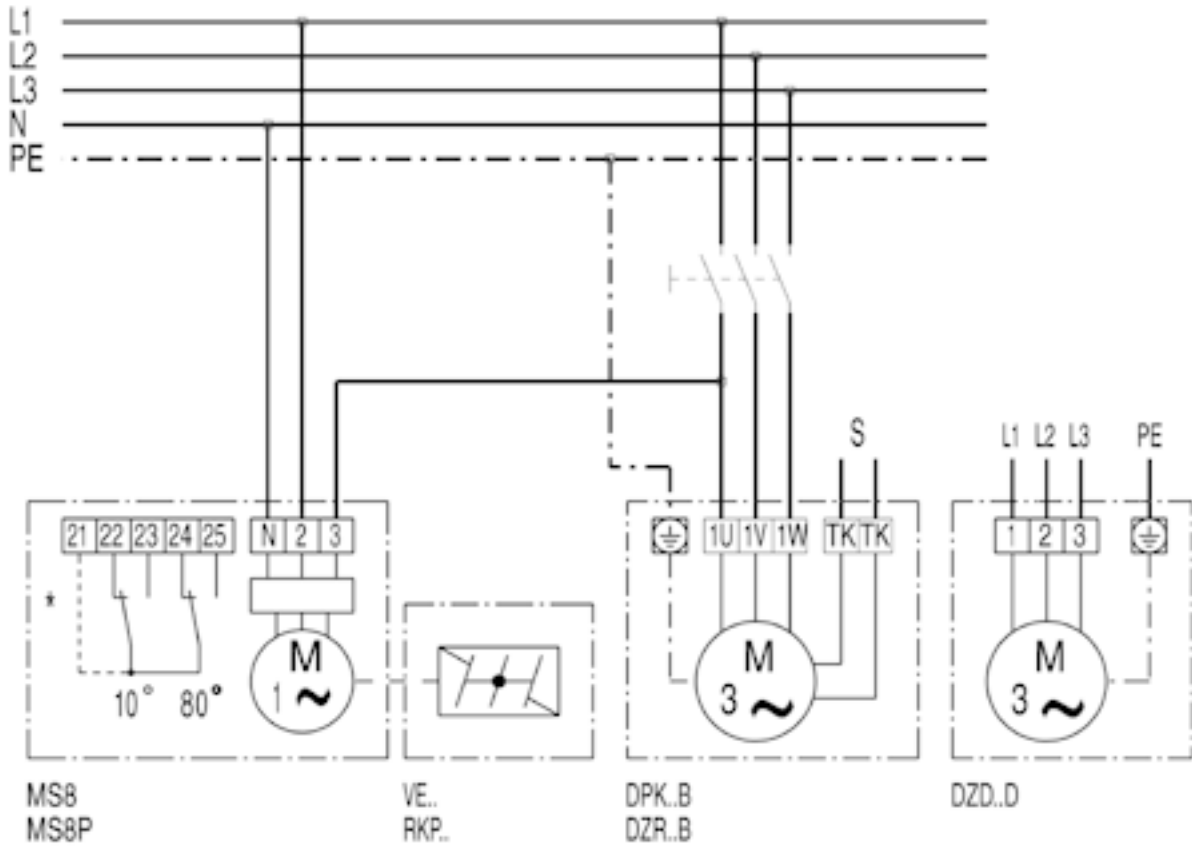 L1
L2
L3
N
PE
S
L1 L2 L3 PE
21 22 23 24 25 N 2 3
1U 1V 1W TK TK
1 2 3
*
10° 80°
M
1 ~
M
3 ~
M
3 ~
MS8
MS8P
VE..
RKP..
DPK..B
DZR..B
DZD..D